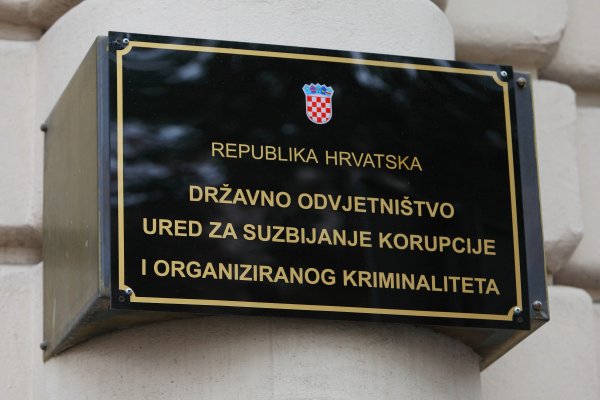 REPUBLIKA HRVATSKA
DRŽAVNO ODVJETNIŠTVO
URED ZA SUZBIJANJE KORUPCIJE
I ORGANIZIRANOG KRIMINALITETA